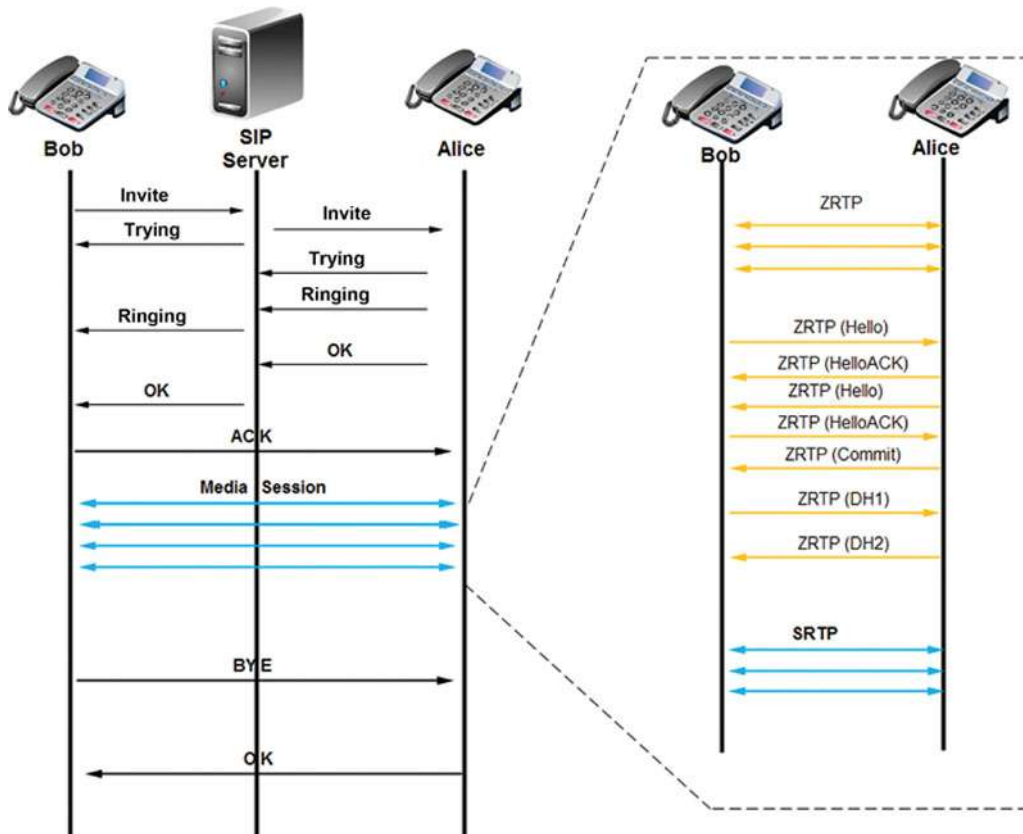 Bob
SIP
Server
Alice
Invite
Invite
Trying
Trying
Ringing
Ringing
OK
OK
ACK
Media Session
BYE
OK
Bob
Alice
ZRTP
ZRTP (Hello)
ZRTP (HelloACK)
ZRTP (Hello)
ZRTP (HelloACK)
ZRTP (Commit)
ZRTP (DH1)
ZRTP (DH2)
SRTP